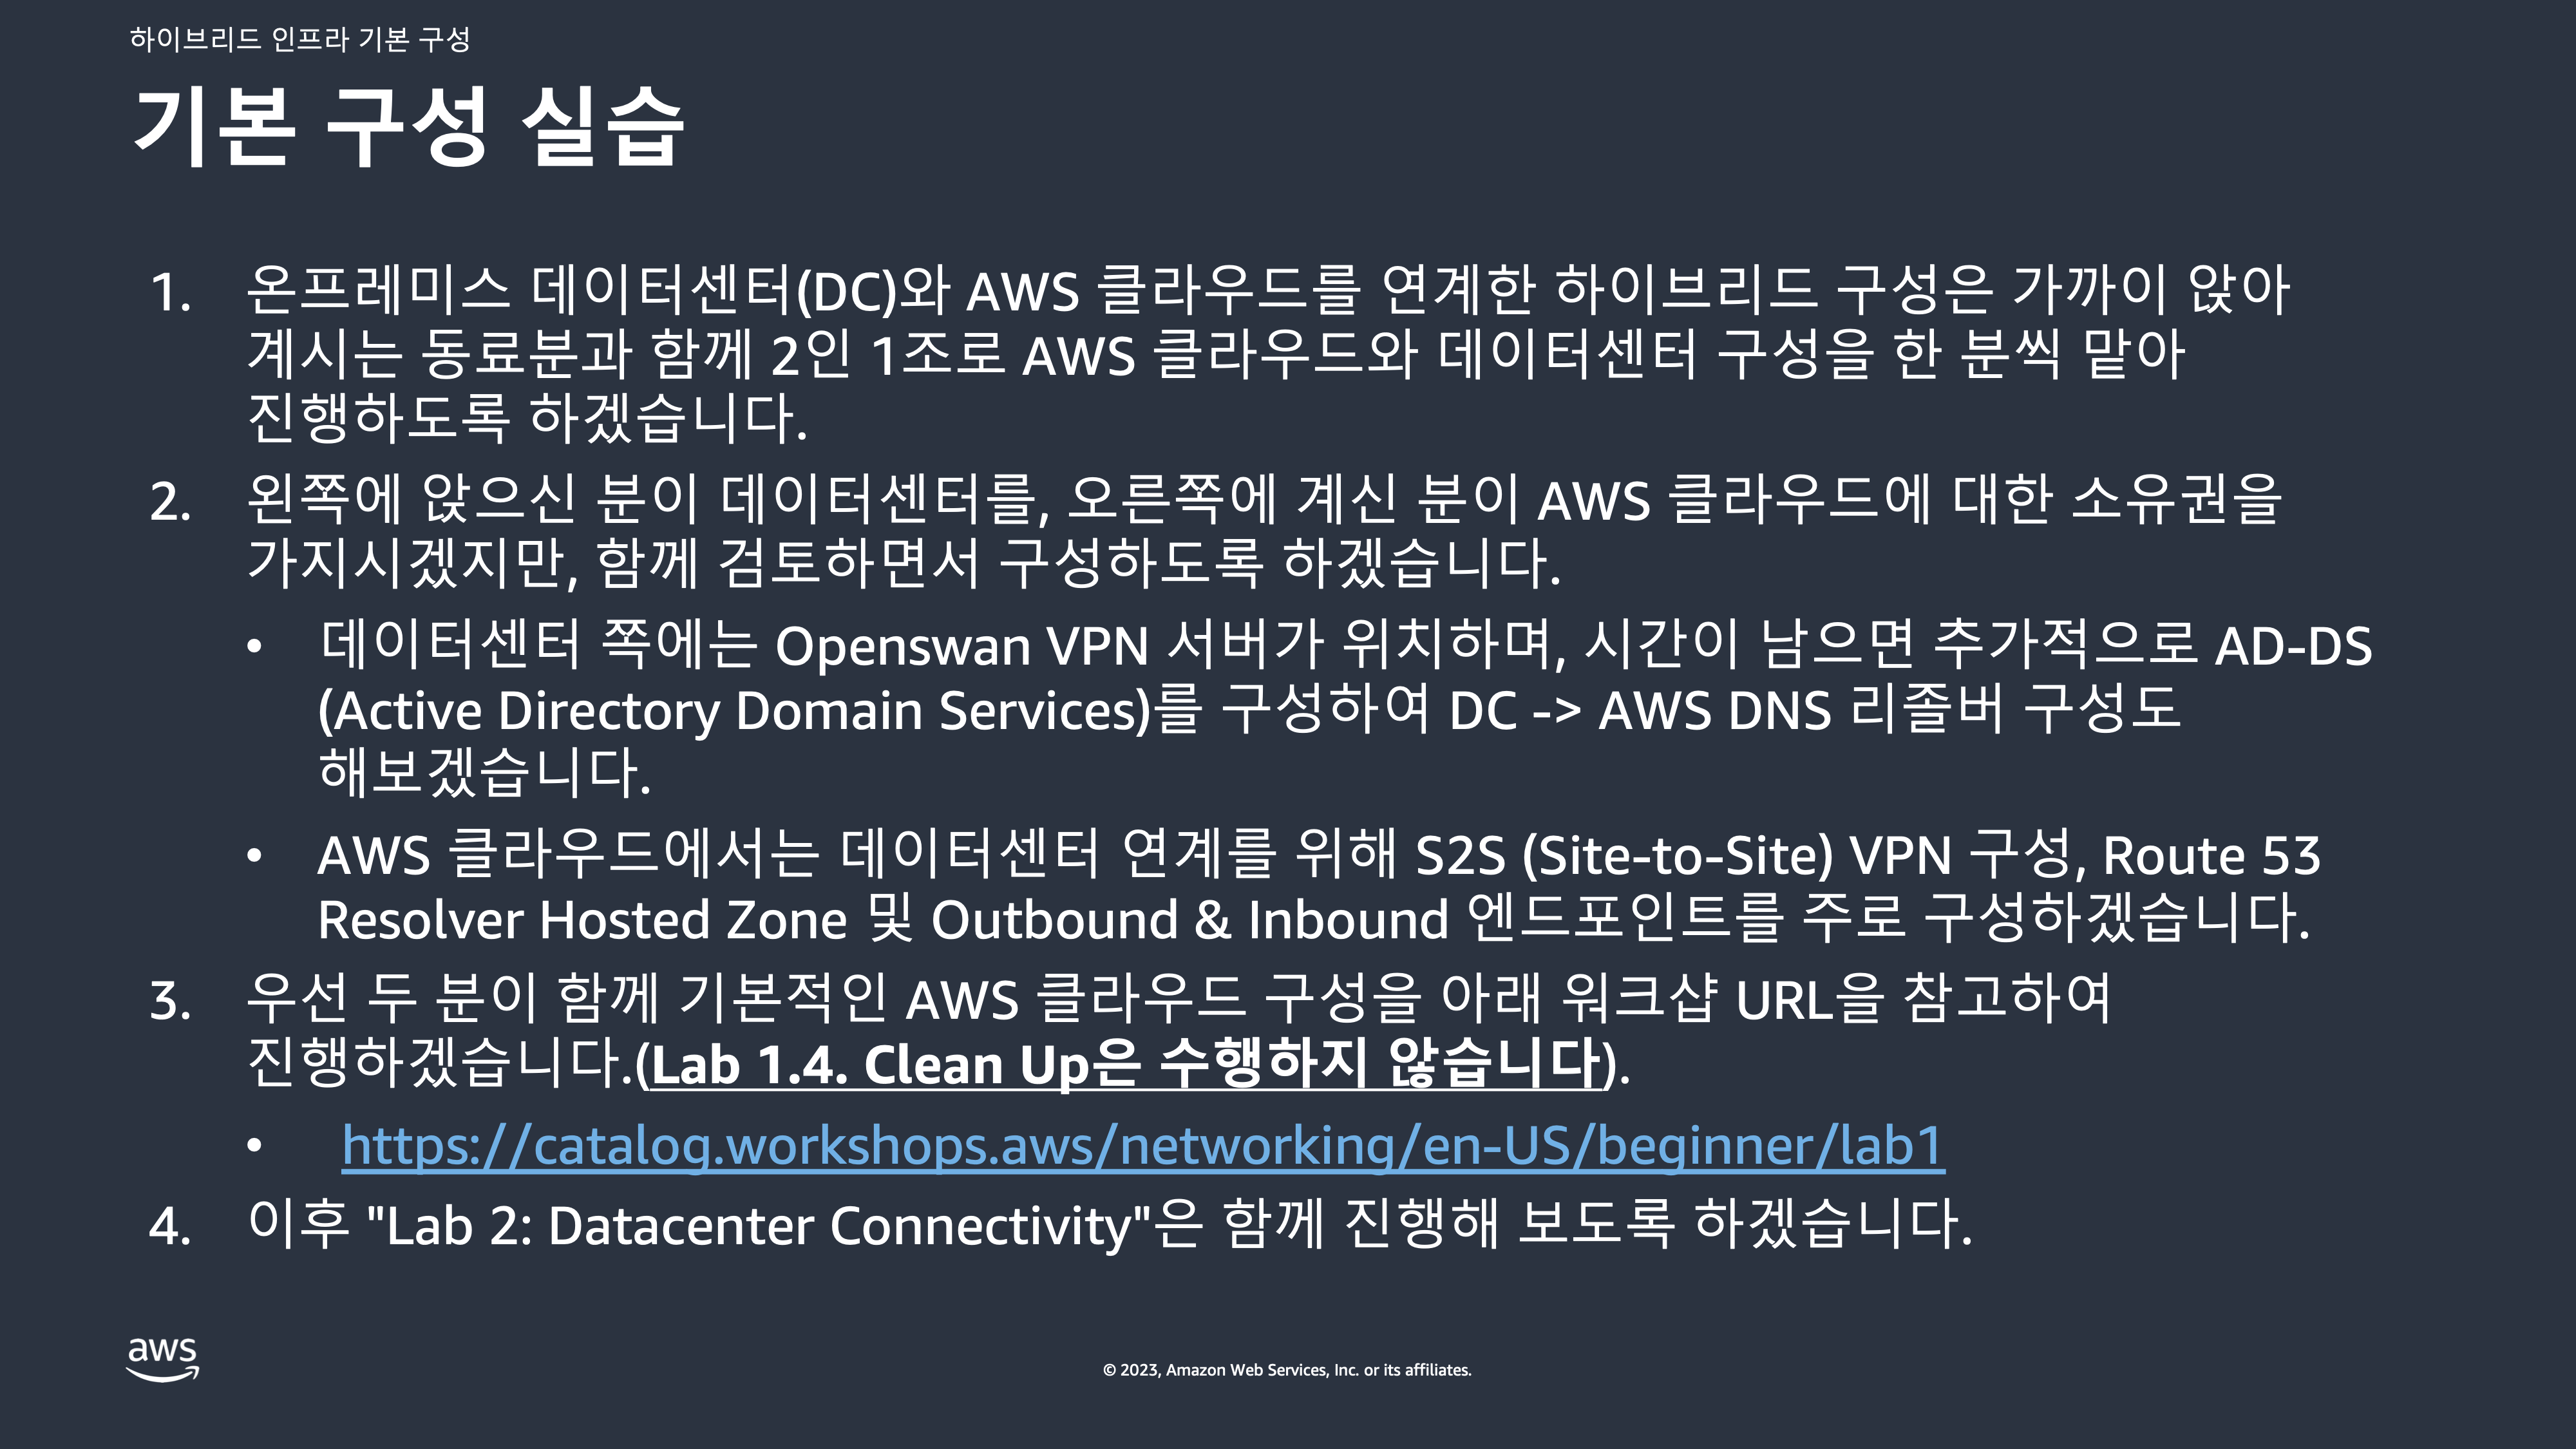 하이브리드 인프라 기본 구성
기본 구성 실습
1. 온프레미스 데이터센터(DC)와 AWS 클라우드를 연계한 하이브리드 구성은 가까이 앉아
계시는 동료분과 함께 2인 1조로 AWS 클라우드와 데이터센터 구성을 한 분씩 맡아
진행하도록 하겠습니다.
2. 왼쪽에 앉으신 분이 데이터센터를, 오른쪽에 계신 분이 AWS 클라우드에 대한 소유권을
가지시겠지만, 함께 검토하면서 구성하도록 하겠습니다.
• 데이터센터 쪽에는 Openswan VPN 서버가 위치하며, 시간이 남으면 추가적으로 AD-DS
(Active Directory Domain Services)를 구성하여 DC -> AWS DNS 리졸버 구성도
해보겠습니다.
• AWS 클라우드에서는 데이터센터 연계를 위해 S2S (Site-to-Site) VPN 구성, Route 53
Resolver Hosted Zone 및 Outbound & Inbound 엔드포인트를 주로 구성하겠습니다.
3. 우선 두 분이 함께 기본적인 AWS 클라우드 구성을 아래 워크샵 URL을 참고하여
진행하겠습니다.(Lab 1.4. Clean Up은 수행하지 않습니다).
• https://catalog.workshops.aws/networking/en-US/beginner/lab1
4. 이후 "Lab 2: Datacenter Connectivity"은 함께 진행해 보도록 하겠습니다.
aws
© 2023, Amazon Web Services, Inc. or its affiliates.